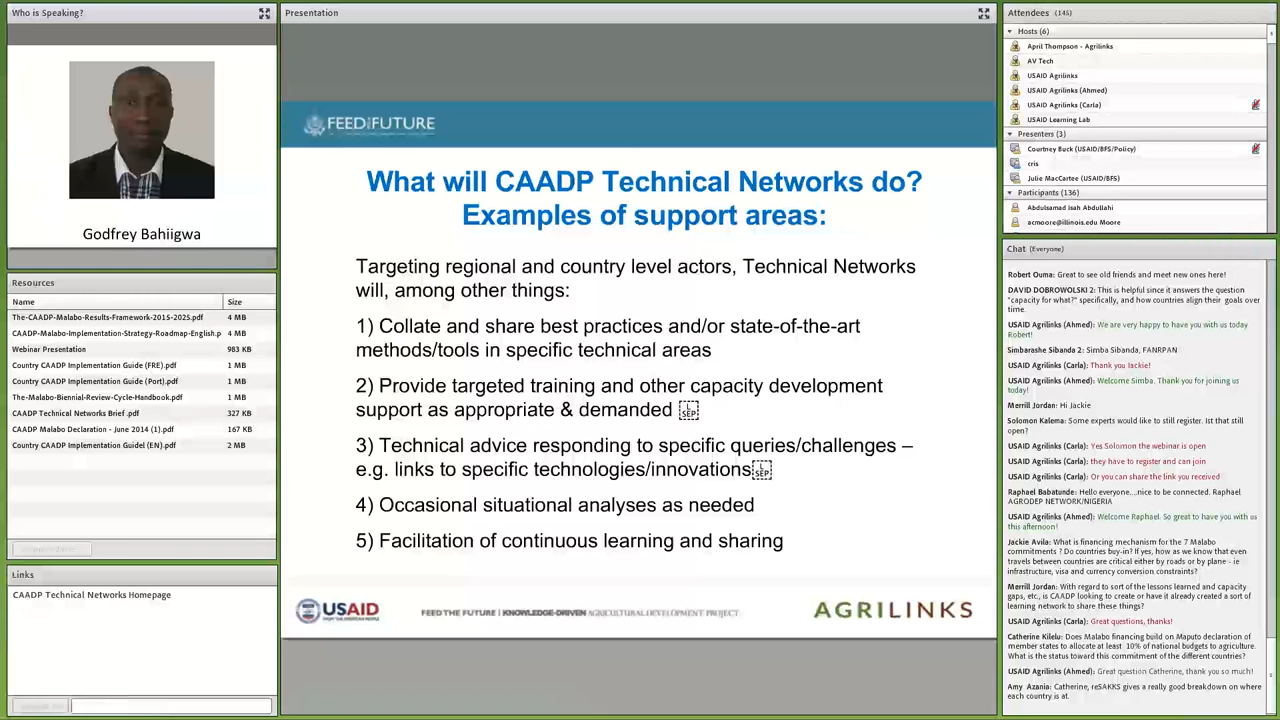 Who is Speaking?
Godfrey Bahiigwa
Resources
Name Size
The-CAADP-Malabo-Results-Framework-2015-2025.pdf 4 MB
CAADP-Malabo-Implementation-Strategy-Roadmap-English.p 4 MB
Webinar Presentation 983 KB
Country CAADP Implementation Guide (FRE).pdf 1 MB
Country CAADP Implementation Guide (Port).pdf 1 MB
The-Malabo-Biennial-Review-Cycle-Handbook.pdf 1 MB
CAADP Technical Networks Brief .pdf 327 KB
CAADP Malabo Declaration - June 2014 (1).pdf 167 KB
Country CAADP Implementation Guidel (EN).pdf 2 MB
Links
CAADP Technical Networks Homepage
Presentation
FEED THE FUTURE
What will CAADP Technical Networks do?
Examples of support areas:
Targeting regional and country level actors, Technical Networks
will, among other things:
1) Collate and share best practices and/or state-of-the-art
methods/tools in specific technical areas
2) Provide targeted training and other capacity development
support as appropriate & demanded
3) Technical advice responding to specific queries/challenges –
e.g. links to specific technologies/innovations
4) Occasional situational analyses as needed
5) Facilitation of continuous learning and sharing
USAID
FROM THE AMERICAN PEOPLE
FEED THE FUTURE | KNOWLEDGE-DRIVEN AGRICULTURAL DEVELOPMENT PROJECT
AGRILINKS
Attendees (145)
Hosts (6)
April Thompson - Agrilinks
AV Tech
USAID Agrilinks
USAID Agrilinks (Ahmed)
USAID Agrilinks (Carla)
USAID Learning Lab
Presenters (3)
Courtney Buck (USAID/BFS/Policy)
cris
Julie MacCartee (USAID/BFS)
Participants (136)
Abdulsamad Isah Abdullahi
acmoore@illinois.edu Moore
Chat (Everyone)
Robert Ouma: Great to see old friends and meet new ones here!
DAVID DOBROWOLSKI 2: This is helpful since it answers the question
"capacity for what?" specifically, and how countries align their goals over
time.
USAID Agrilinks (Ahmed): We are very happy to have you with us today
Robert!
Simbarashe Sibanda 2: Simba Sibanda, FANRPAN
USAID Agrilinks (Carla): Thank you Jackie!
USAID Agrilinks (Ahmed): Welcome Simba. Thank you for joining us
today!
Merrill Jordan: Hi Jackie
Solomon Kalema: Some experts would like to still register. Ist that still
open?
USAID Agrilinks (Carla): Yes Solomon the webinar is open
USAID Agrilinks (Carla): they have to register and can join
USAID Agrilinks (Carla): Or you can share the link you received
Raphael Babatunde: Hello everyone....nice to be connected. Raphael
AGRODEP NETWORK/NIGERIA
USAID Agrilinks (Ahmed): Welcome Raphael. So great to have you with us
this afternoon!
Jackie Avila: What is financing mechanism for the 7 Malabo
commitments ? Do countries buy-in? If yes, how as we know that even
travels between countries are critical either by roads or by plane - ie
infrastructure, visa and currency conversion constraints?
Merrill Jordan: With regard to sort of the lessons learned and capacity
gaps, etc., is CAADP looking to create or have it already created a sort of
learning network to share these things?
USAID Agrilinks (Carla): Great questions, thanks!
Catherine Kilelu: Does Malabo financing build on Maputo declaration of
member states to allocate at least 10% of national budgets to agriculture.
What is the status toward this commitment of the different countries?
USAID Agrilinks (Ahmed): Great question Catherine, thank you so much!
Amy Azania: Catherine, reSAKKS gives a really good breakdown on where
each country is at.